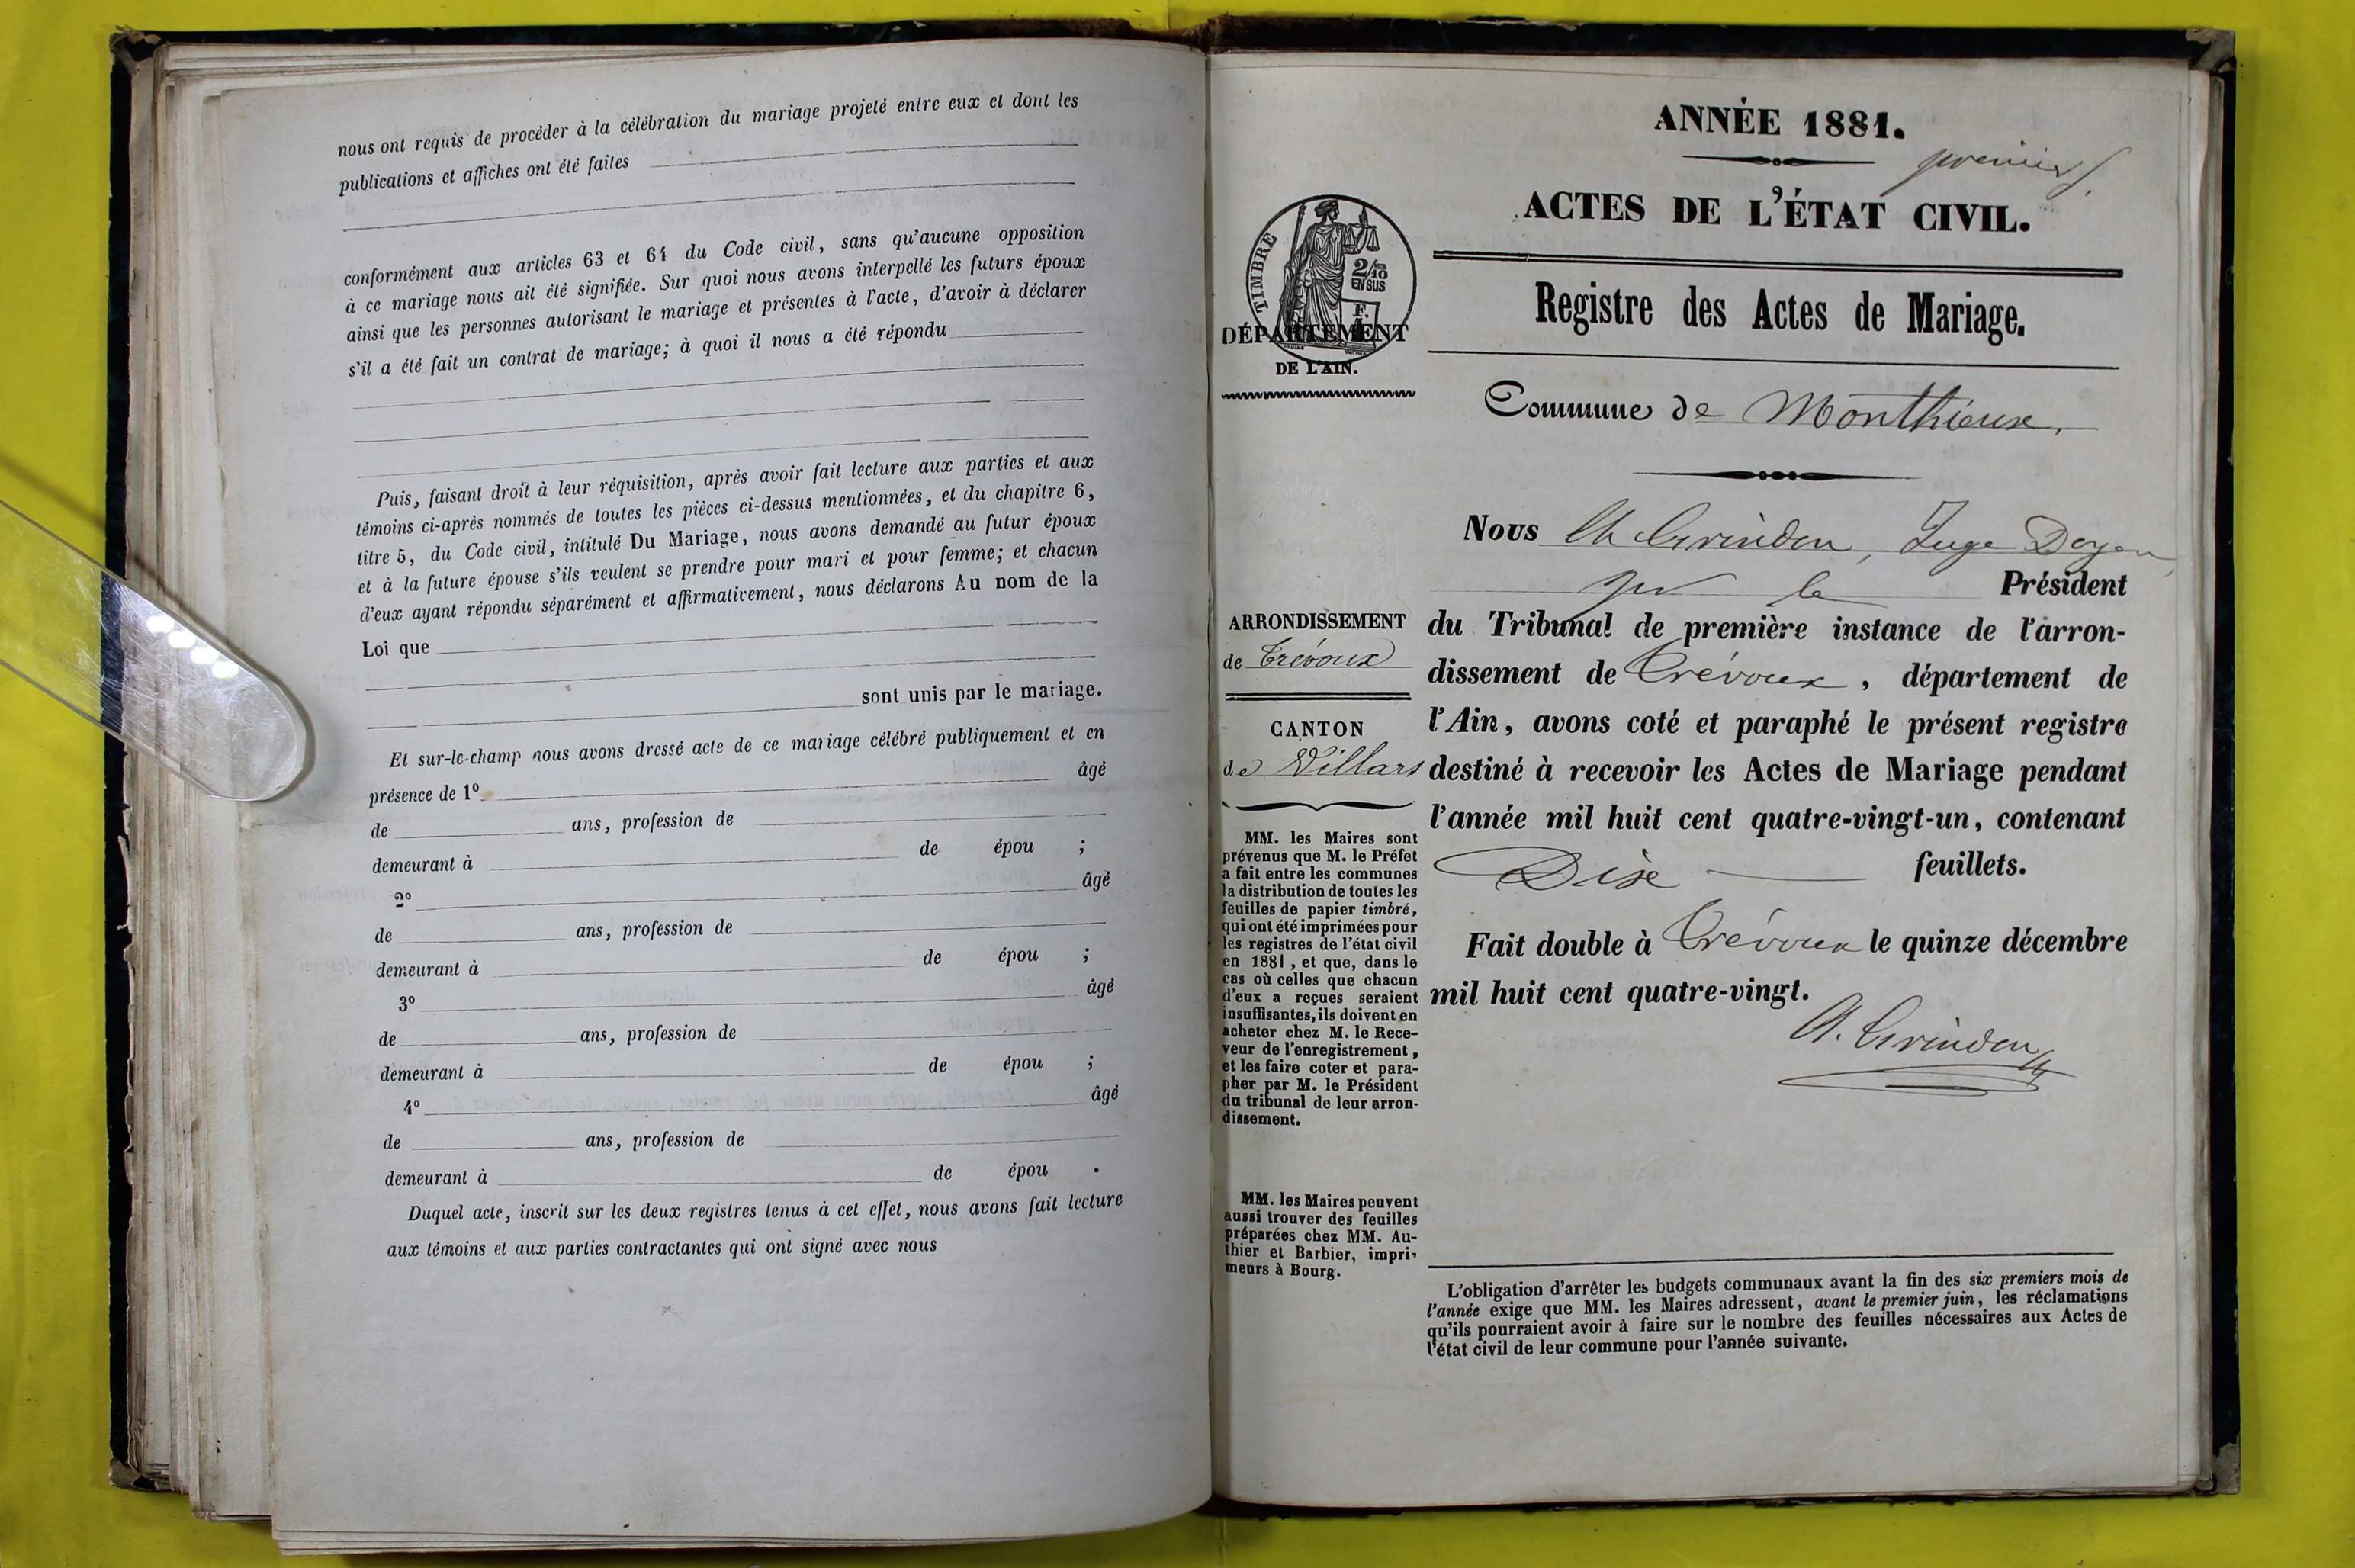 nous ont requis de procéder à la célébration du mariage projeté entre eux et dont les
publications et affiches ont été faites
conformément aux articles 63 et 64 du Code civil, sans qu'aucune opposition
à ce mariage nous ait été signifiée. Sur quoi nous avons interpellé les futurs époux
ainsi que les personnes autorisant le mariage et présentes à l'acte, d'avoir à déclarer
s'il a été fait un contrat de mariage; à quoi il nous a été répondu
Puis, faisant droit à leur réquisition, après avoir fait lecture aux parties et aux
témoins ci-après nommés de toutes les pièces ci-dessus mentionnées, et du chapitre 6,
titre 5, du Code civil, intitulé Du Mariage, nous avons demandé au futur époux
et à la future épouse s'ils veulent se prendre pour mari et pour femme; et chacun
d'eux ayant répondu séparément et affirmativement, nous déclarons Au nom de la
Loi que
sont unis par le mariage.
Et sur-le-champ nous avons dressé acte de ce mariage célébré publiquement et en
présence de 1º âgé
de ans, profession de
demeurant à de épou ;
2º âgé
de ans, profession de
demeurant à de épou ;
3º âgé
de ans, profession de
demeurant à de épou ;
4º âgé
de ans, profession de
demeurant à de épou .
Duquel acte, inscrit sur les deux registres tenus à cet effet, nous avons fait lecture
aux témoins et aux parties contractantes qui ont signé avec nous
ANNÉE 1881.
premier
ACTES DE L'ÉTAT CIVIL.
TIMBRE
2/10
EN SUS
F.
DÉPARTEMENT
DE L'AIN.
Registre des Actes de Mariage.
Commune de Monthieux.
ARRONDISSEMENT
de Trévoux
CANTON
de Villars
MM. les Maires sont
prévenus que M. le Préfet
a fait entre les communes
la distribution de toutes les
feuilles de papier timbré,
qui ont été imprimées pour
les registres de l'état civil
en 1881, et que, dans le
cas où celles que chacun
d'eux a reçues seraient
insuffisantes, ils doivent en
acheter chez M. le Rece-
veur de l'enregistrement,
et les faire coter et para-
pher par M. le Président
du tribunal de leur arron-
dissement.
MM. les Maires peuvent
aussi trouver des feuilles
préparées chez MM. Au-
thier et Barbier, impri-
meurs à Bourg.
Nous Grindon, Juge Doyen,
pr le Président
du Tribunal de première instance de l'arron-
dissement de Trévoux, département de
l'Ain, avons coté et paraphé le présent registre
destiné à recevoir les Actes de Mariage pendant
l'année mil huit cent quatre-vingt-un, contenant
Dix feuillets.
Fait double à Trévoux le quinze décembre
mil huit cent quatre-vingt.
A. Grindon
L'obligation d'arrêter les budgets communaux avant la fin des six premiers mois de
l'année exige que MM. les Maires adressent, avant le premier juin, les réclamations
qu'ils pourraient avoir à faire sur le nombre des feuilles nécessaires aux Actes de
l'état civil de leur commune pour l'année suivante.